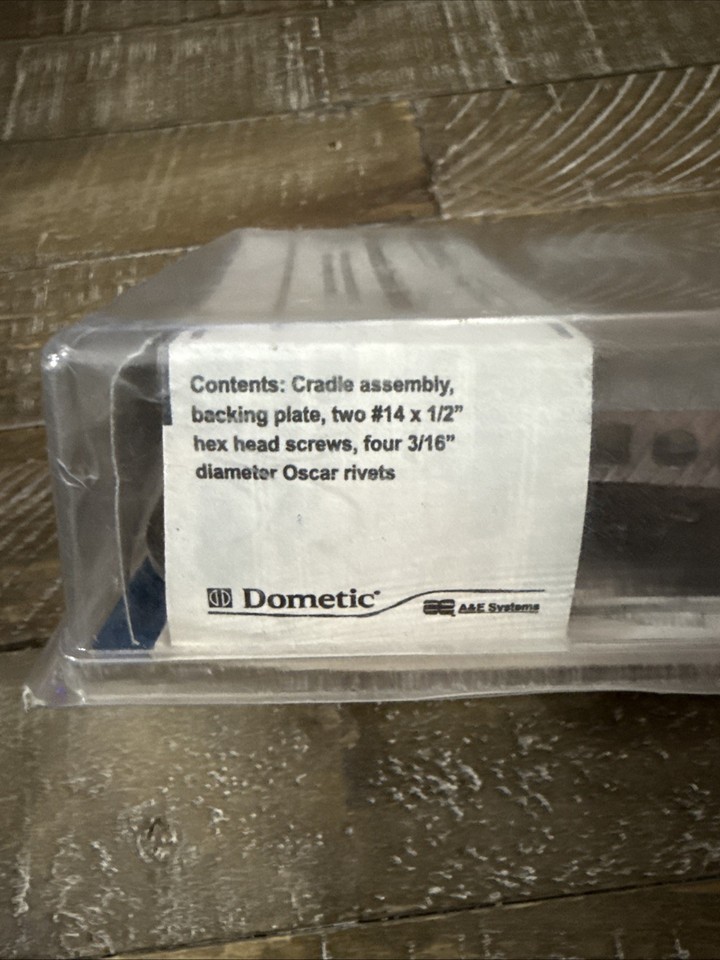 Contents: Cradle assembly,
backing plate, two #14 x 1/2”
hex head screws, four 3/16”
diameter Oscar rivets
Dometic®
A&E Systems